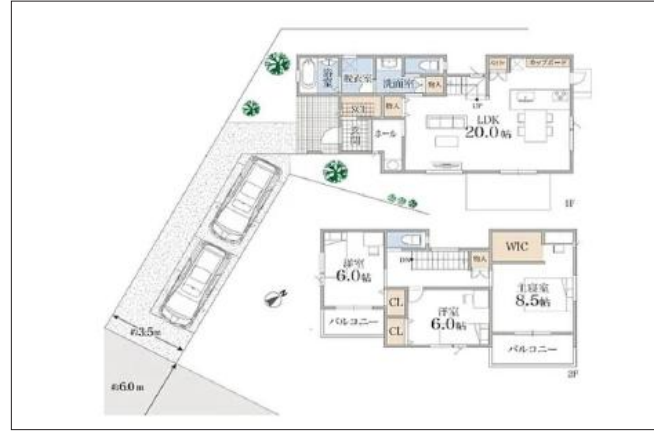 浴室
脱衣室
洗面室
物入
カップボード
SCL
物入
UP
LDK
20.0帖
玄関
ホール
1F
洋室
6.0帖
DN
物入
WIC
主寝室
8.5帖
CL
洋室
6.0帖
CL
バルコニー
バルコニー
2F
約3.5m
約6.0m